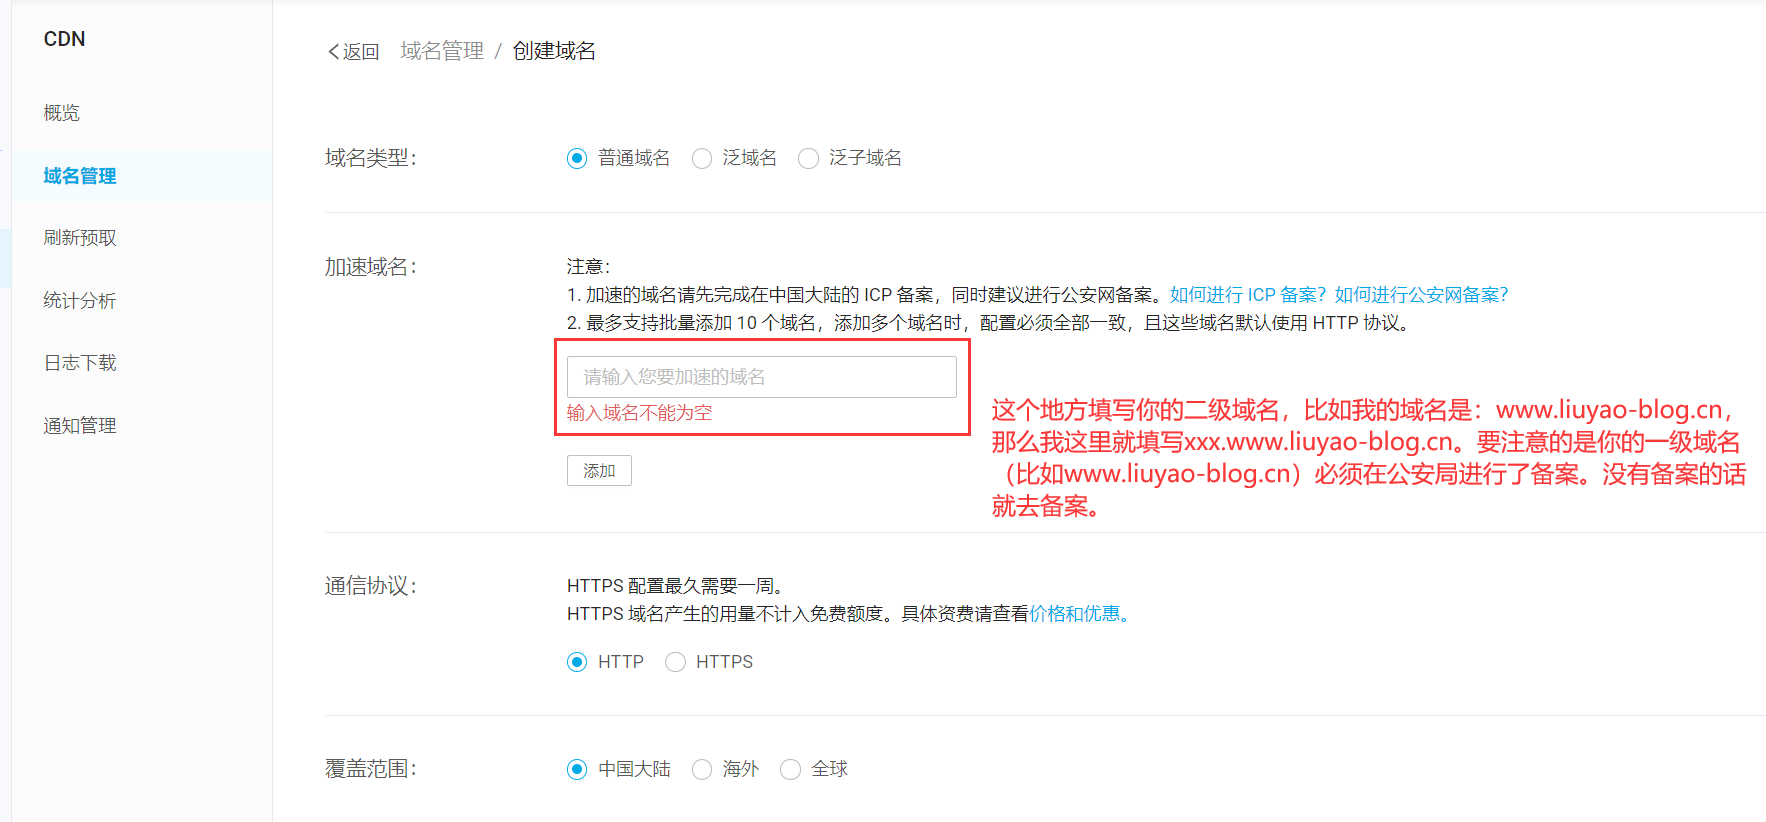 CDN
概览
域名管理
刷新预取
统计分析
日志下载
通知管理
返回 域名管理 / 创建域名
域名类型：
普通域名 泛域名 泛子域名
加速域名：
注意：
1. 加速的域名请先完成在中国大陆的 ICP 备案，同时建议进行公安网备案。如何进行 ICP 备案？如何进行公安网备案？
2. 最多支持批量添加 10 个域名，添加多个域名时，配置必须全部一致，且这些域名默认使用 HTTP 协议。
请输入您要加速的域名
输入域名不能为空
添加
这个地方填写你的二级域名，比如我的域名是：www.liuyao-blog.cn，
那么我这里就填写xxx.www.liuyao-blog.cn。要注意的是你的一级域名
（比如www.liuyao-blog.cn）必须在公安局进行了备案。没有备案的话
就去备案。
通信协议：
HTTPS 配置最久需要一周。
HTTPS 域名产生的用量不计入免费额度。具体资费请查看价格和优惠。
HTTP HTTPS
覆盖范围：
中国大陆 海外 全球